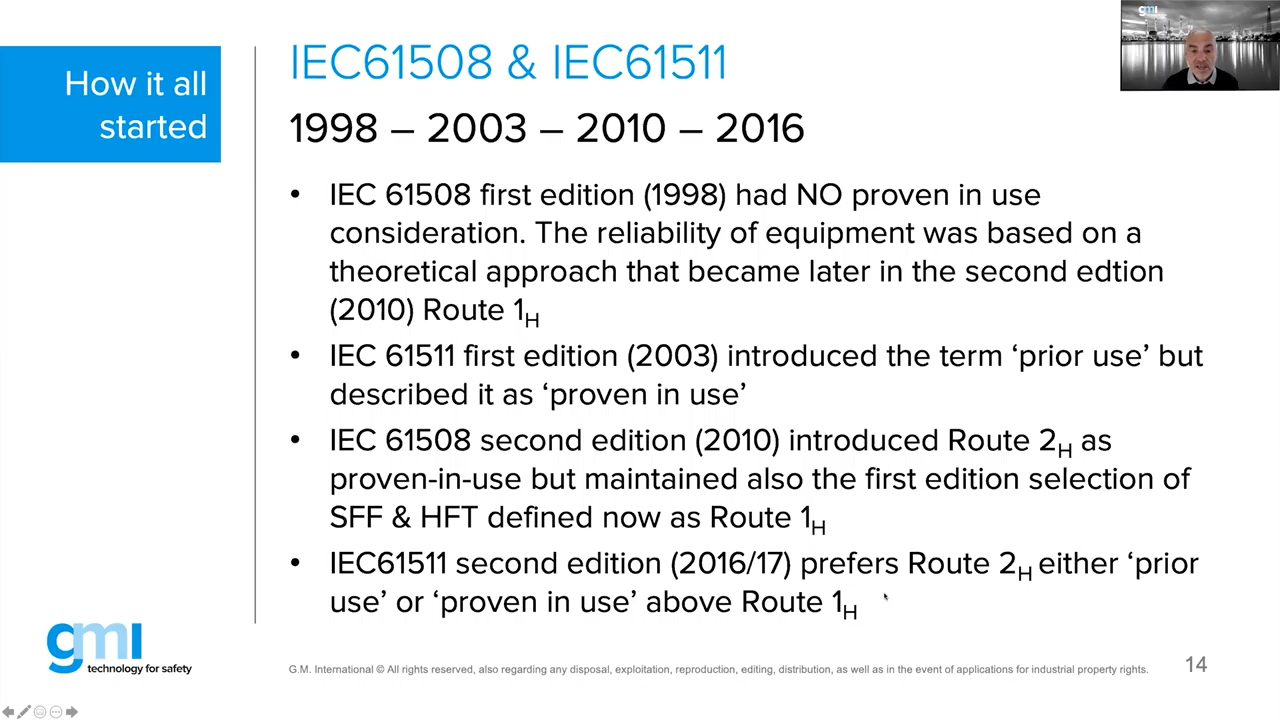 How it all
started
IEC61508 & IEC61511
1998 – 2003 – 2010 – 2016
• IEC 61508 first edition (1998) had NO proven in use
consideration. The reliability of equipment was based on a
theoretical approach that became later in the second edtion
(2010) Route 1H
• IEC 61511 first edition (2003) introduced the term ‘prior use’ but
described it as ‘proven in use’
• IEC 61508 second edition (2010) introduced Route 2H as
proven-in-use but maintained also the first edition selection of
SFF & HFT defined now as Route 1H
• IEC61511 second edition (2016/17) prefers Route 2H either ‘prior
use’ or ‘proven in use’ above Route 1H
gmi
technology for safety
G.M. International © All rights reserved, also regarding any disposal, exploitation, reproduction, editing, distribution, as well as in the event of applications for industrial property rights.
14
gmi